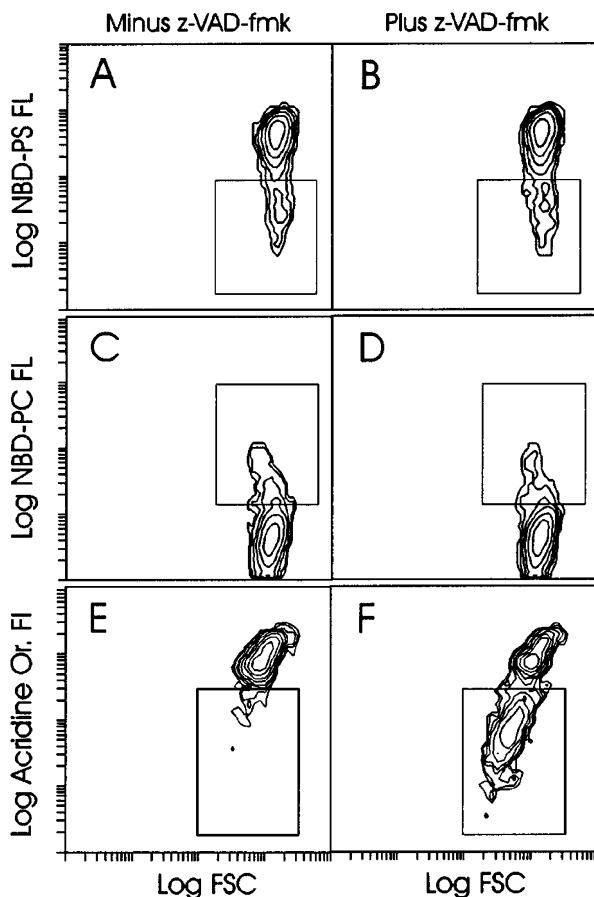 Minus z-VAD-fmk
Plus z-VAD-fmk
A
B
Log NBD-PS FL
C
D
Log NBD-PC FL
E
F
Log Acridine Or. Fl
Log FSC
Log FSC